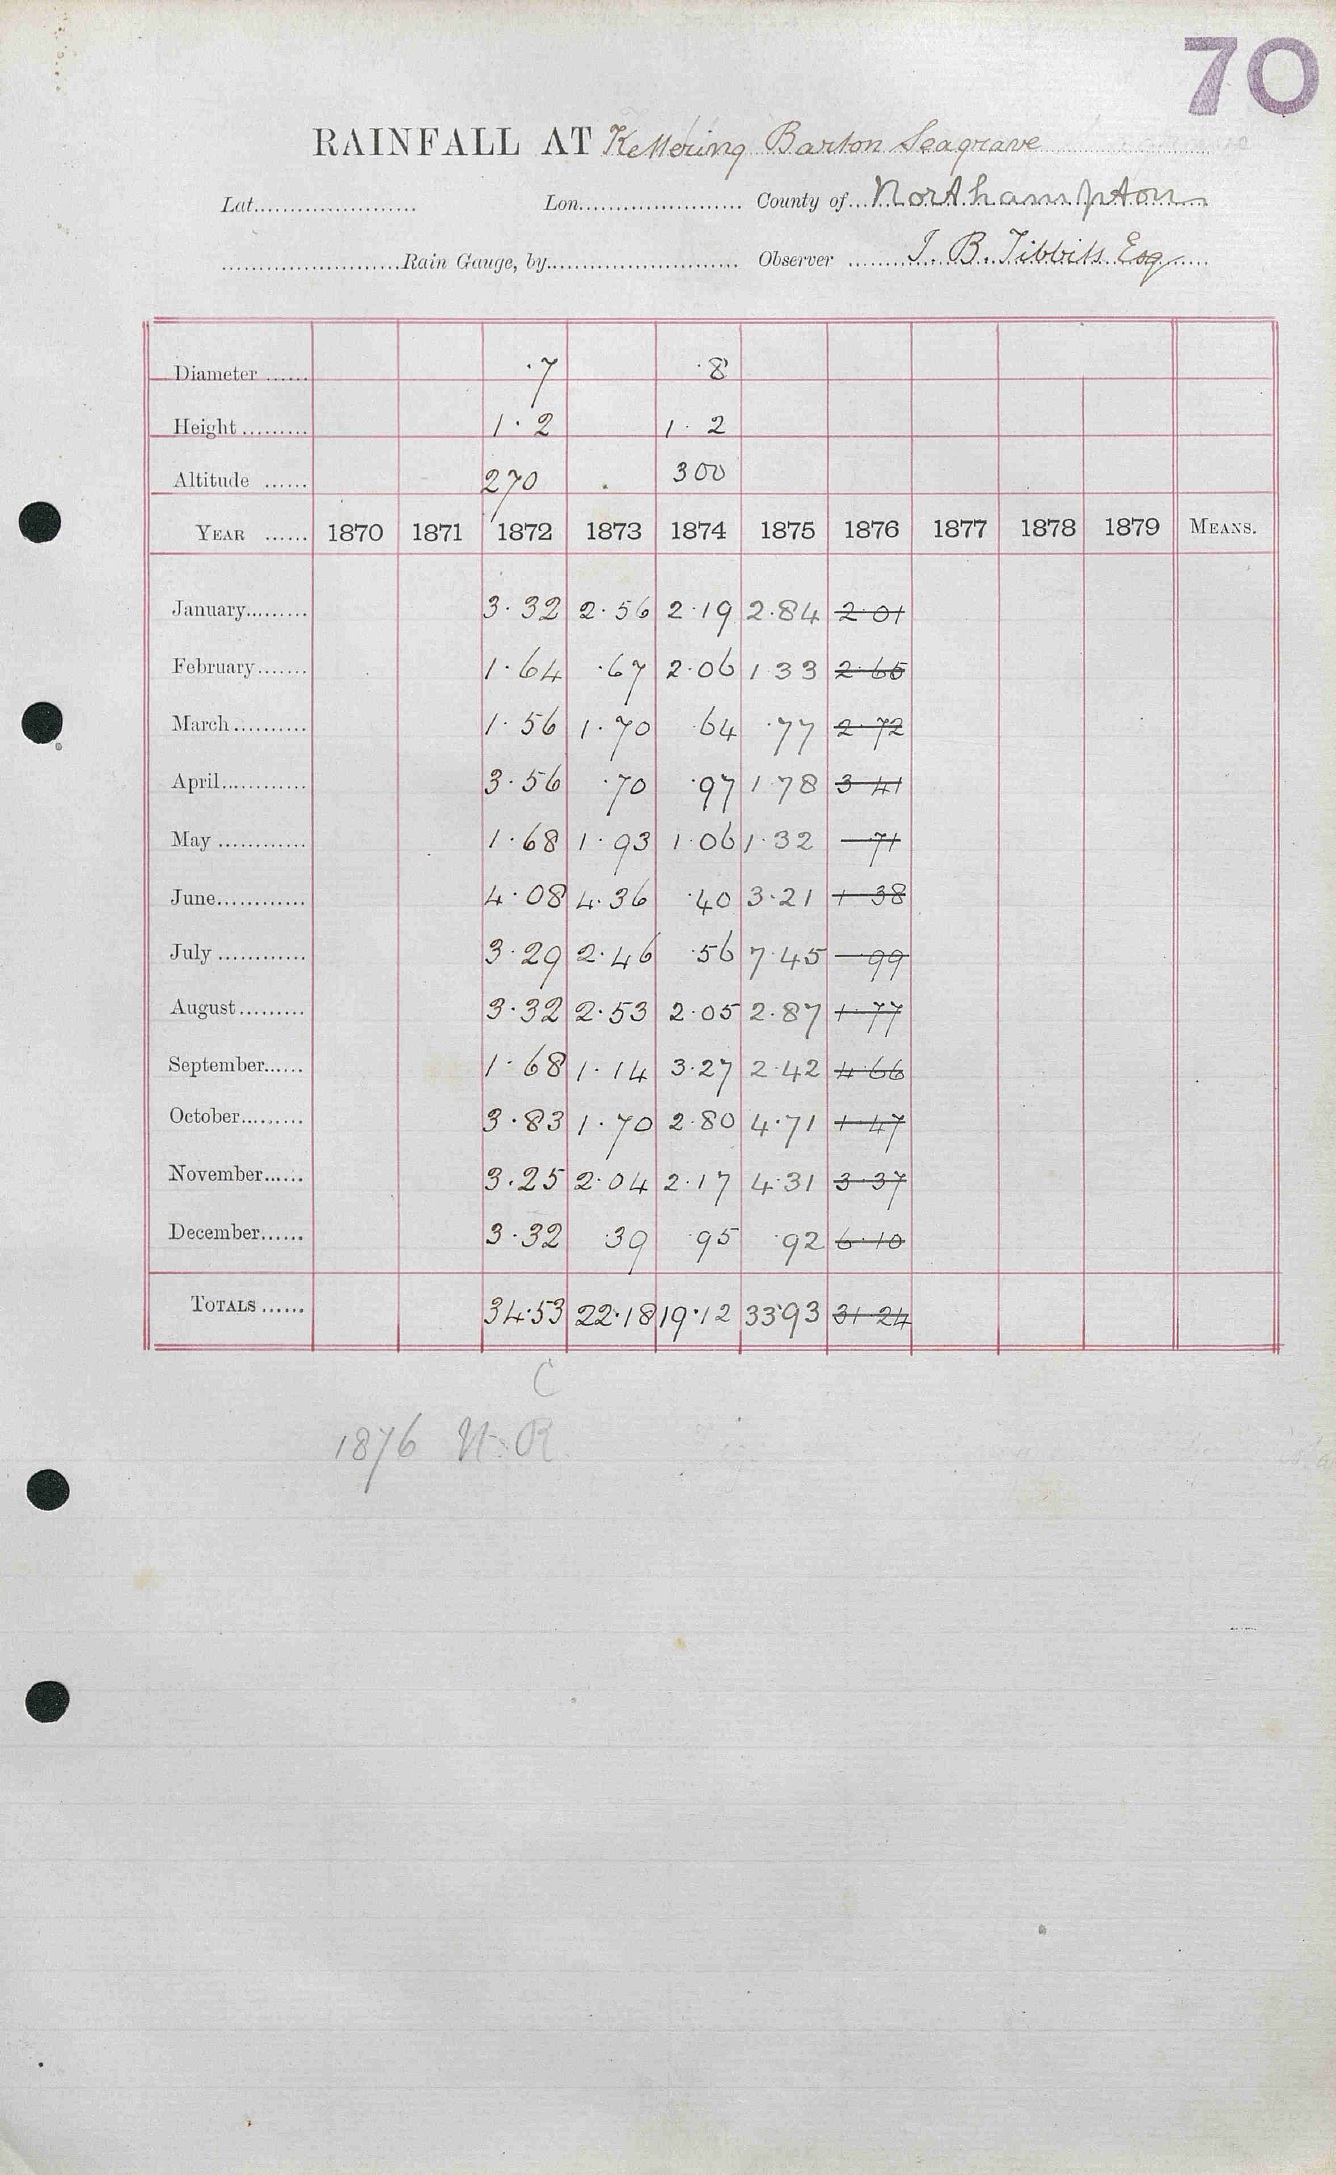 70
RAINFALL AT Kettering Barton Seagrave
Lat. Lon. County of Northampton
Rain Gauge, by Observer J. B. Tibbits Esq
Diameter ·7 ·8
Height 1·2 1·2
Altitude 270 300
YEAR 1870 1871 1872 1873 1874 1875 1876 1877 1878 1879 MEANS.
January 3·32 2·56 2·19 2·84 2·01
February 1·64 ·67 2·06 1·33 2·65
March 1·56 1·70 ·64 ·77 2·72
April 3·56 ·70 ·97 1·78 3·41
May 1·68 1·93 1·06 1·32 71
June 4·08 4·36 ·40 3·21 1·38
July 3·29 2·46 ·56 7·45 99
August 3·32 2·53 2·05 2·87 1·77
September 1·68 1·14 3·27 2·42 4·66
October 3·83 1·70 2·80 4·71 1·47
November 3·25 2·04 2·17 4·31 3·37
December 3·32 39 ·95 ·92 6·10
TOTALS 34·53 22·18 19·12 33·93 31·24
C
1876 N.R.